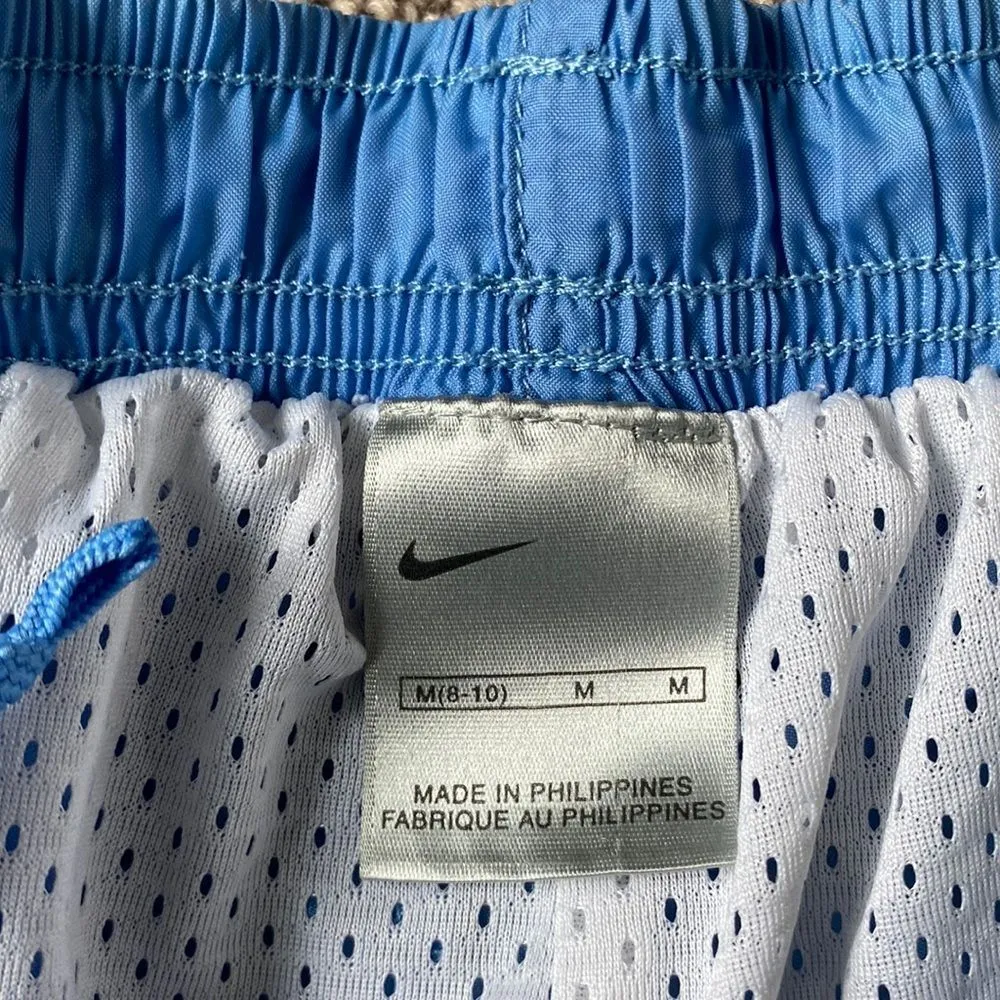 M(8-10) M M
MADE IN PHILIPPINES
FABRIQUE AU PHILIPPINES